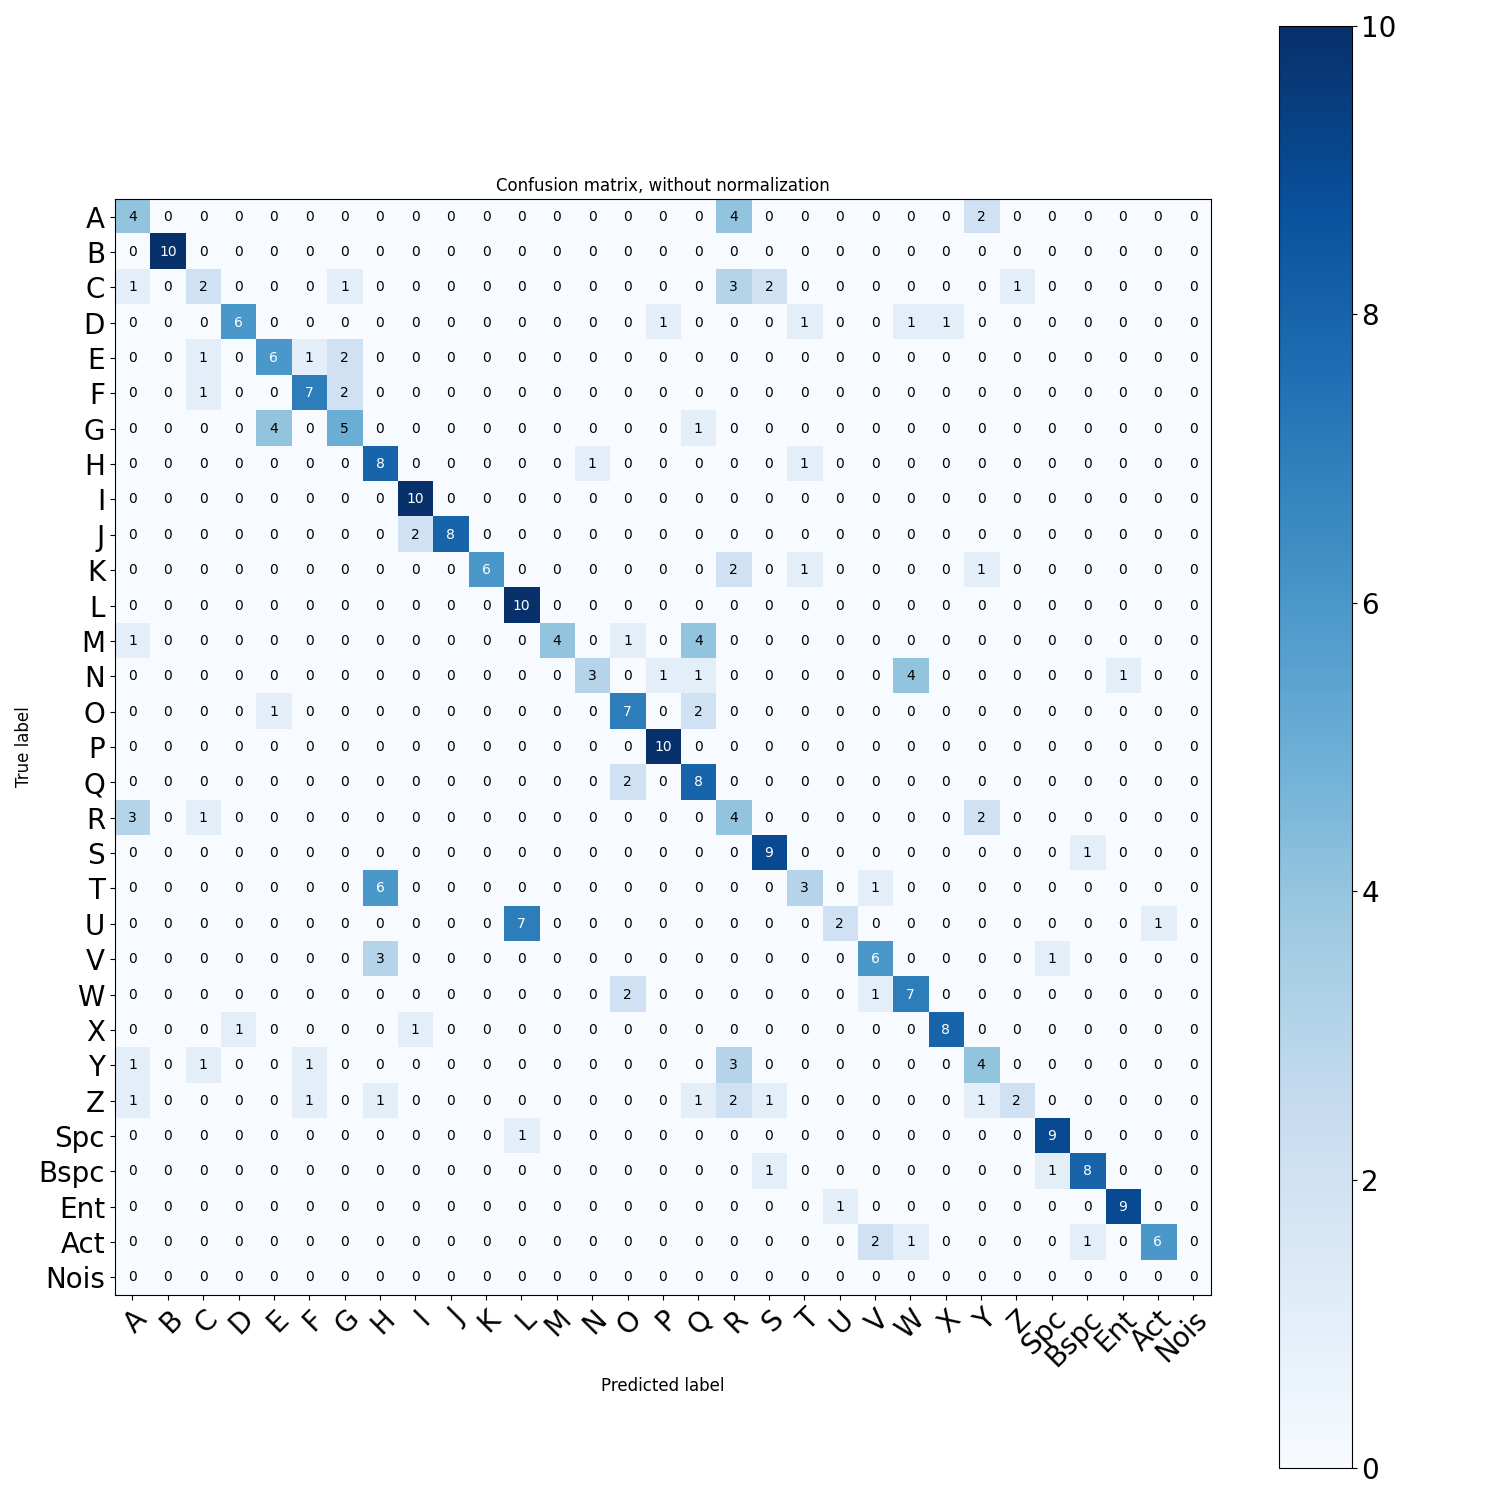 Confusion matrix, without normalization
A 4 0 0 0 0 0 0 0 0 0 0 0 0 0 0 0 0 4 0 0 0 0 0 0 2 0 0 0 0 0 0
B 0 10 0 0 0 0 0 0 0 0 0 0 0 0 0 0 0 0 0 0 0 0 0 0 0 0 0 0 0 0 0
C 1 0 2 0 0 0 1 0 0 0 0 0 0 0 0 0 0 3 2 0 0 0 0 0 0 1 0 0 0 0 0
D 0 0 0 6 0 0 0 0 0 0 0 0 0 0 0 1 0 0 0 1 0 0 1 1 0 0 0 0 0 0 0
E 0 0 1 0 6 1 2 0 0 0 0 0 0 0 0 0 0 0 0 0 0 0 0 0 0 0 0 0 0 0 0
F 0 0 1 0 0 7 2 0 0 0 0 0 0 0 0 0 0 0 0 0 0 0 0 0 0 0 0 0 0 0 0
G 0 0 0 0 4 0 5 0 0 0 0 0 0 0 0 0 1 0 0 0 0 0 0 0 0 0 0 0 0 0 0
H 0 0 0 0 0 0 0 8 0 0 0 0 0 1 0 0 0 0 0 1 0 0 0 0 0 0 0 0 0 0 0
I 0 0 0 0 0 0 0 0 10 0 0 0 0 0 0 0 0 0 0 0 0 0 0 0 0 0 0 0 0 0 0
J 0 0 0 0 0 0 0 0 2 8 0 0 0 0 0 0 0 0 0 0 0 0 0 0 0 0 0 0 0 0 0
K 0 0 0 0 0 0 0 0 0 0 6 0 0 0 0 0 0 2 0 1 0 0 0 0 1 0 0 0 0 0 0
L 0 0 0 0 0 0 0 0 0 0 0 10 0 0 0 0 0 0 0 0 0 0 0 0 0 0 0 0 0 0 0
M 1 0 0 0 0 0 0 0 0 0 0 0 4 0 1 0 4 0 0 0 0 0 0 0 0 0 0 0 0 0 0
N 0 0 0 0 0 0 0 0 0 0 0 0 0 3 0 1 1 0 0 0 0 0 4 0 0 0 0 0 1 0 0
O 0 0 0 0 1 0 0 0 0 0 0 0 0 0 7 0 2 0 0 0 0 0 0 0 0 0 0 0 0 0 0
P 0 0 0 0 0 0 0 0 0 0 0 0 0 0 0 10 0 0 0 0 0 0 0 0 0 0 0 0 0 0 0
Q 0 0 0 0 0 0 0 0 0 0 0 0 0 0 2 0 8 0 0 0 0 0 0 0 0 0 0 0 0 0 0
R 3 0 1 0 0 0 0 0 0 0 0 0 0 0 0 0 0 4 0 0 0 0 0 0 2 0 0 0 0 0 0
S 0 0 0 0 0 0 0 0 0 0 0 0 0 0 0 0 0 0 9 0 0 0 0 0 0 0 0 1 0 0 0
T 0 0 0 0 0 0 0 6 0 0 0 0 0 0 0 0 0 0 0 3 0 1 0 0 0 0 0 0 0 0 0
U 0 0 0 0 0 0 0 0 0 0 0 7 0 0 0 0 0 0 0 0 2 0 0 0 0 0 0 0 0 1 0
V 0 0 0 0 0 0 0 3 0 0 0 0 0 0 0 0 0 0 0 0 0 6 0 0 0 0 1 0 0 0 0
W 0 0 0 0 0 0 0 0 0 0 0 0 0 0 2 0 0 0 0 0 0 1 7 0 0 0 0 0 0 0 0
X 0 0 0 1 0 0 0 0 1 0 0 0 0 0 0 0 0 0 0 0 0 0 0 8 0 0 0 0 0 0 0
Y 1 0 1 0 0 1 0 0 0 0 0 0 0 0 0 0 0 3 0 0 0 0 0 0 4 0 0 0 0 0 0
Z 1 0 0 0 0 1 0 1 0 0 0 0 0 0 0 0 1 2 1 0 0 0 0 0 1 2 0 0 0 0 0
Spc 0 0 0 0 0 0 0 0 0 0 0 1 0 0 0 0 0 0 0 0 0 0 0 0 0 0 9 0 0 0 0
Bspc 0 0 0 0 0 0 0 0 0 0 0 0 0 0 0 0 0 0 1 0 0 0 0 0 0 0 1 8 0 0 0
Ent 0 0 0 0 0 0 0 0 0 0 0 0 0 0 0 0 0 0 0 0 1 0 0 0 0 0 0 0 9 0 0
Act 0 0 0 0 0 0 0 0 0 0 0 0 0 0 0 0 0 0 0 0 0 2 1 0 0 0 0 1 0 6 0
Nois 0 0 0 0 0 0 0 0 0 0 0 0 0 0 0 0 0 0 0 0 0 0 0 0 0 0 0 0 0 0 0
A B C D E F G H I J K L M N O P Q R S T U V W X Y Z Spc Bspc Ent Act Nois
Predicted label
True label
10
8
6
4
2
0